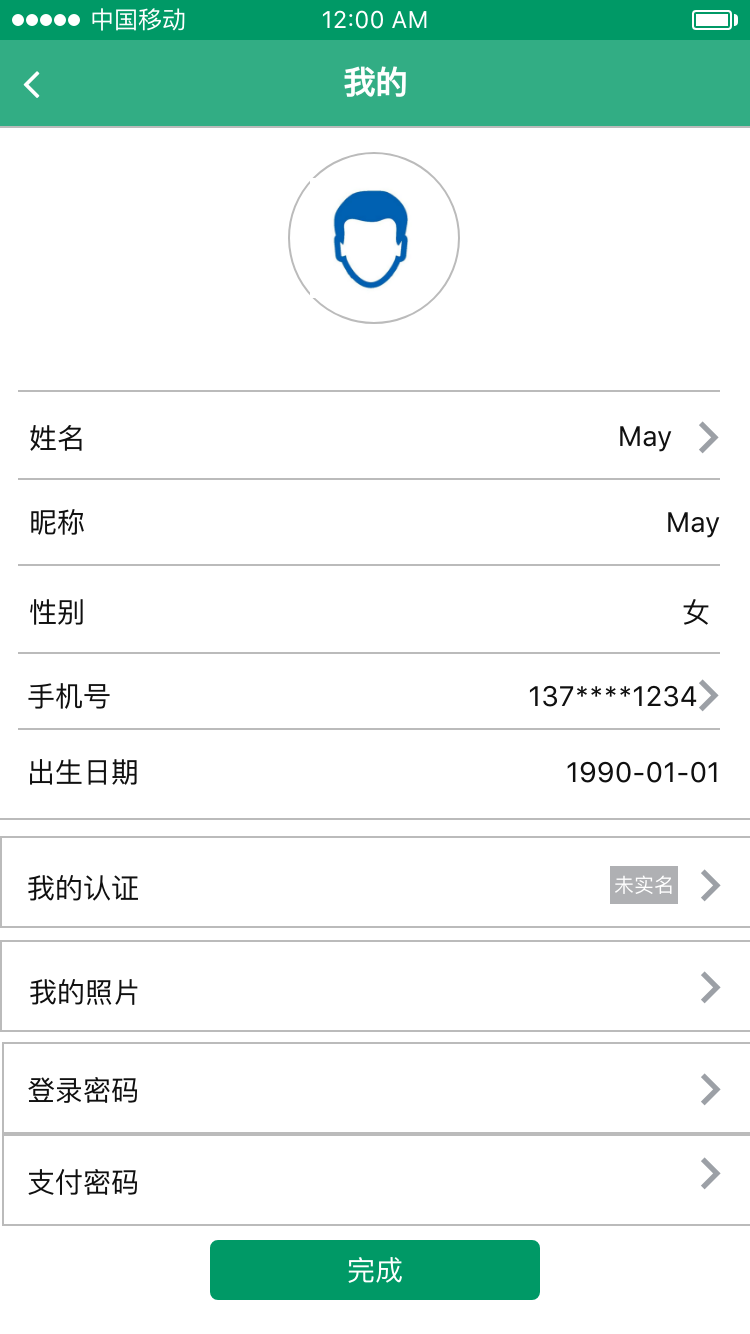 中国移动 12:00 AM
我的
姓名 May
昵称 May
性别 女
手机号 137****1234
出生日期 1990-01-01
我的认证 未实名
我的照片
登录密码
支付密码
完成